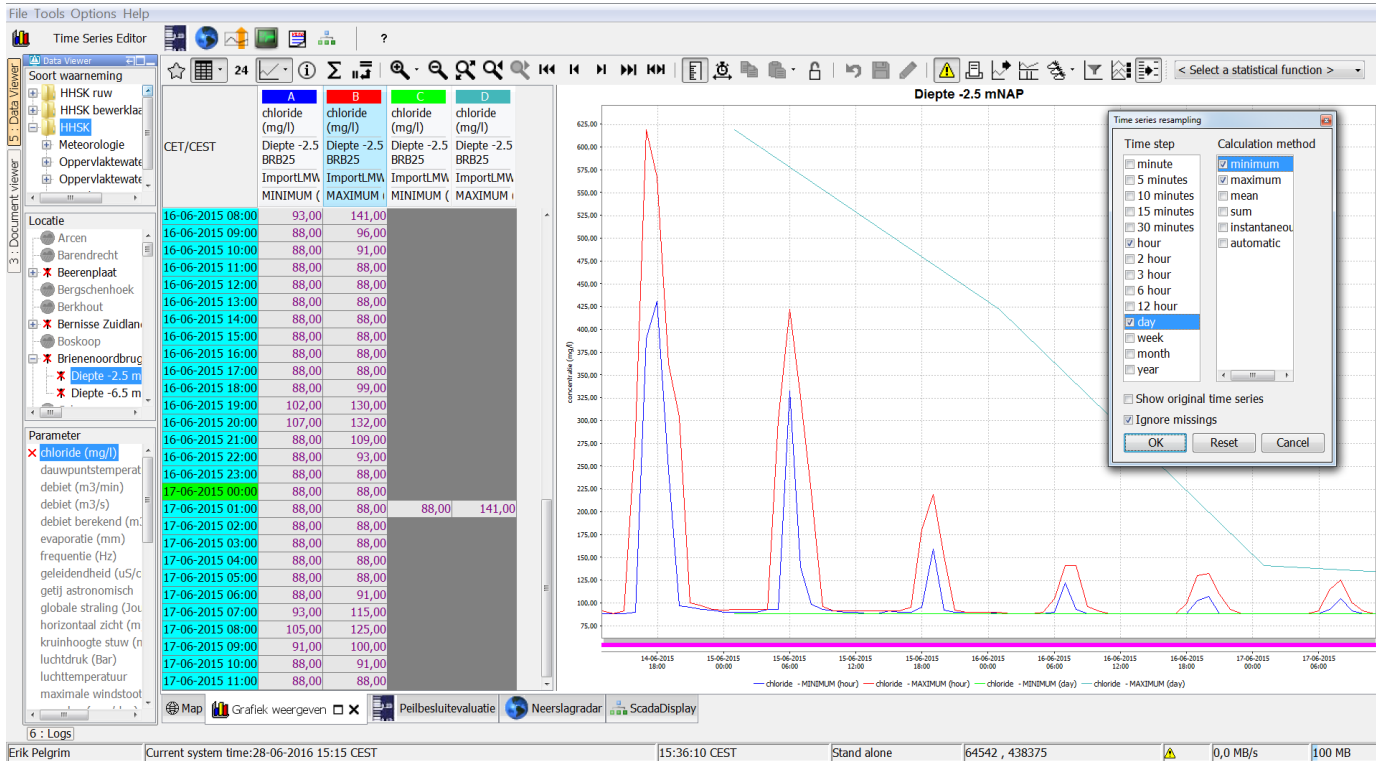 File Tools Options Help
Time Series Editor
?
5 : Data Viewer
3 : Document viewer
Data Viewer
Soort waarneming
HHSK ruw
HHSK bewerklaa
HHSK
Meteorologie
Oppervlaktewate
Oppervlaktewate
Locatie
Arcen
Barendrecht
Beerenplaat
Bergschenhoek
Berkhout
Bernisse Zuidlan
Boskoop
Brienenoordbrug
Diepte -2.5 m
Diepte -6.5 m
Parameter
chloride (mg/l)
dauwpuntstemperat
debiet (m3/min)
debiet (m3/s)
debiet berekend (m
evaporatie (mm)
frequentie (Hz)
geleidendheid (uS/c
getij astronomisch
globale straling (Jou
horizontaal zicht (m
kruinhoogte stuw (n
luchtdruk (Bar)
luchttemperatuur
maximale windstoot
24
< Select a statistical function >
A B C D
chloride chloride chloride chloride
(mg/l) (mg/l) (mg/l) (mg/l)
CET/CEST Diepte -2.5 Diepte -2.5 Diepte -2.5 Diepte -2.5
BRB25 BRB25 BRB25 BRB25
ImportLMW ImportLMW ImportLMW ImportLMW
MINIMUM ( MAXIMUM ( MINIMUM ( MAXIMUM (
16-06-2015 08:00 93,00 141,00
16-06-2015 09:00 88,00 96,00
16-06-2015 10:00 88,00 91,00
16-06-2015 11:00 88,00 88,00
16-06-2015 12:00 88,00 88,00
16-06-2015 13:00 88,00 88,00
16-06-2015 14:00 88,00 88,00
16-06-2015 15:00 88,00 88,00
16-06-2015 16:00 88,00 88,00
16-06-2015 17:00 88,00 88,00
16-06-2015 18:00 88,00 99,00
16-06-2015 19:00 102,00 130,00
16-06-2015 20:00 107,00 132,00
16-06-2015 21:00 88,00 109,00
16-06-2015 22:00 88,00 93,00
16-06-2015 23:00 88,00 88,00
17-06-2015 00:00 88,00 88,00
17-06-2015 01:00 88,00 88,00 88,00 141,00
17-06-2015 02:00 88,00 88,00
17-06-2015 03:00 88,00 88,00
17-06-2015 04:00 88,00 88,00
17-06-2015 05:00 88,00 88,00
17-06-2015 06:00 88,00 91,00
17-06-2015 07:00 93,00 115,00
17-06-2015 08:00 105,00 125,00
17-06-2015 09:00 91,00 100,00
17-06-2015 10:00 88,00 91,00
17-06-2015 11:00 88,00 88,00
Diepte -2.5 mNAP
concentratie (mg/l)
625.00
600.00
575.00
550.00
525.00
500.00
475.00
450.00
425.00
400.00
375.00
350.00
325.00
300.00
275.00
250.00
225.00
200.00
175.00
150.00
125.00
100.00
75.00
14-06-2015 15-06-2015 15-06-2015 15-06-2015 15-06-2015 16-06-2015 16-06-2015 16-06-2015 16-06-2015 17-06-2015 17-06-2015
18:00 00:00 06:00 12:00 18:00 00:00 06:00 12:00 18:00 00:00 06:00
chloride - MINIMUM (hour) chloride - MAXIMUM (hour) chloride - MINIMUM (day) chloride - MAXIMUM (day)
Time series resampling
Time step
minute
5 minutes
10 minutes
15 minutes
30 minutes
hour
2 hour
3 hour
6 hour
12 hour
day
week
month
year
Calculation method
minimum
maximum
mean
sum
instantaneou
automatic
Show original time series
Ignore missings
OK Reset Cancel
Map Grafiek weergeven Peilbesluitevaluatie Neerslagradar ScadaDisplay
6 : Logs
Erik Pelgrim Current system time:28-06-2016 15:15 CEST 15:36:10 CEST Stand alone 64542 , 438375 0,0 MB/s 100 MB